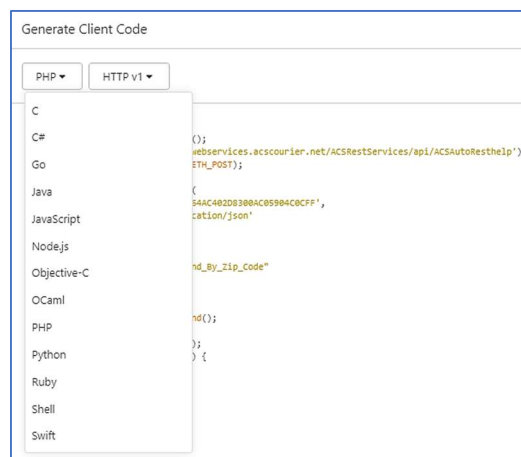 Generate Client Code
PHP HTTP v1
C
C#
();
Go
webservices.acscourier.net/ACSRestServices/api/ACSAutoResthelp')
ETH_POST);
Java
(
JavaScript
54AC402D8300AC05904C0CFF',
cation/json'
Node.js
Objective-C
nd_By_Zip_Code"
OCaml
PHP
nd();
Python
);
) {
Ruby
Shell
Swift